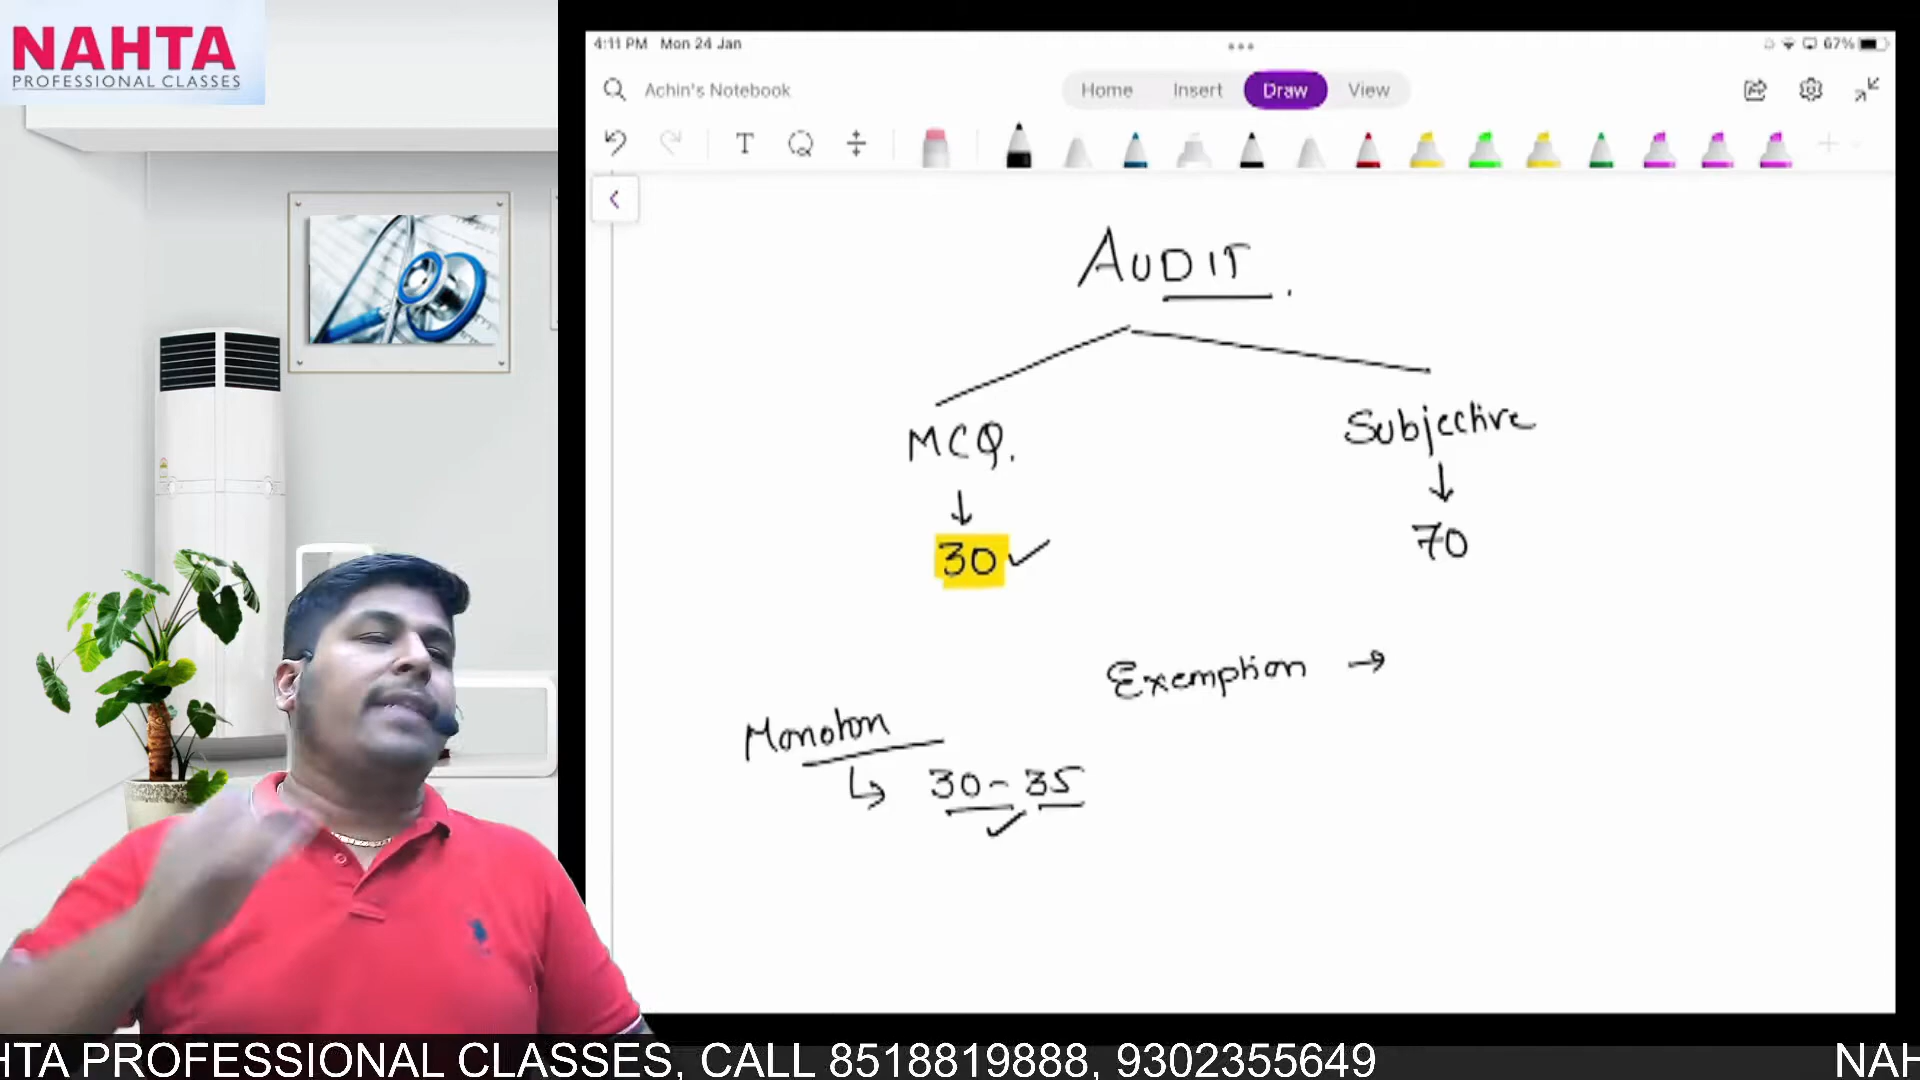 NAHTA
PROFESSIONAL CLASSES
4:11 PM Mon 24 Jan
67%
Achin's Notebook
Home Insert Draw View
T
AUDIT.
MCQ.
Subjective
30
70
Exemption →
Monoton
30-35
HTA PROFESSIONAL CLASSES, CALL 8518819888, 9302355649 NAH